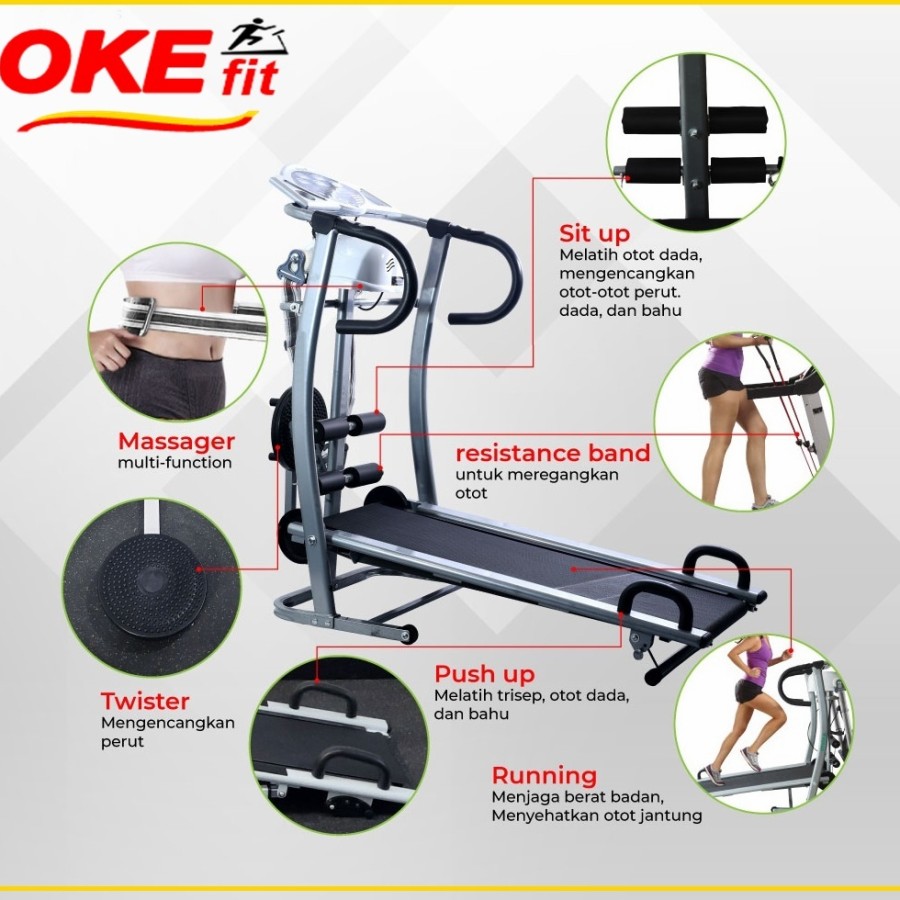 OKE
fit
Sit up
Melatih otot dada,
mengencangkan
otot-otot perut.
dada, dan bahu
Massager
multi-function
resistance band
untuk meregangkan
otot
Twister
Mengencangkan
perut
Push up
Melatih trisep, otot dada,
dan bahu
Running
Menjaga berat badan,
Menyehatkan otot jantung